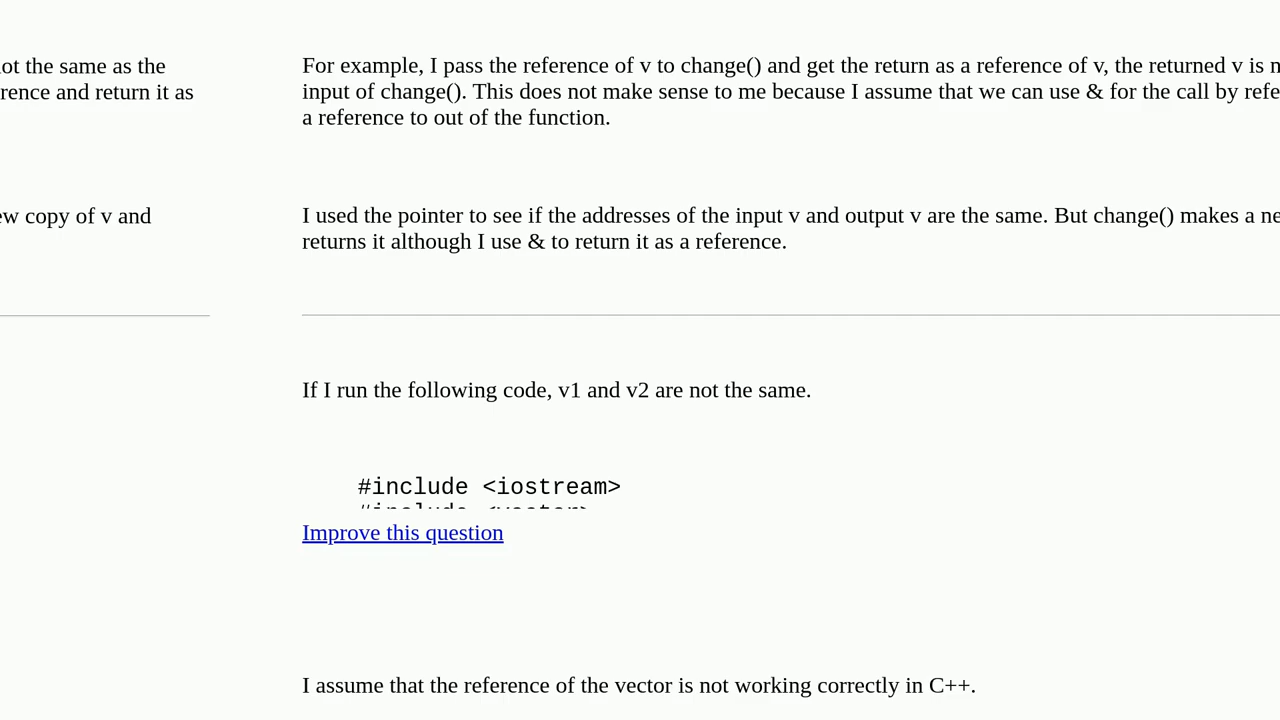 ot the same as the
rence and return it as
ew copy of v and
For example, I pass the reference of v to change() and get the return as a reference of v, the returned v is n
input of change(). This does not make sense to me because I assume that we can use & for the call by refe
a reference to out of the function.
I used the pointer to see if the addresses of the input v and output v are the same. But change() makes a ne
returns it although I use & to return it as a reference.
If I run the following code, v1 and v2 are not the same.
#include <iostream>
#include <vector>
Improve this question
I assume that the reference of the vector is not working correctly in C++.